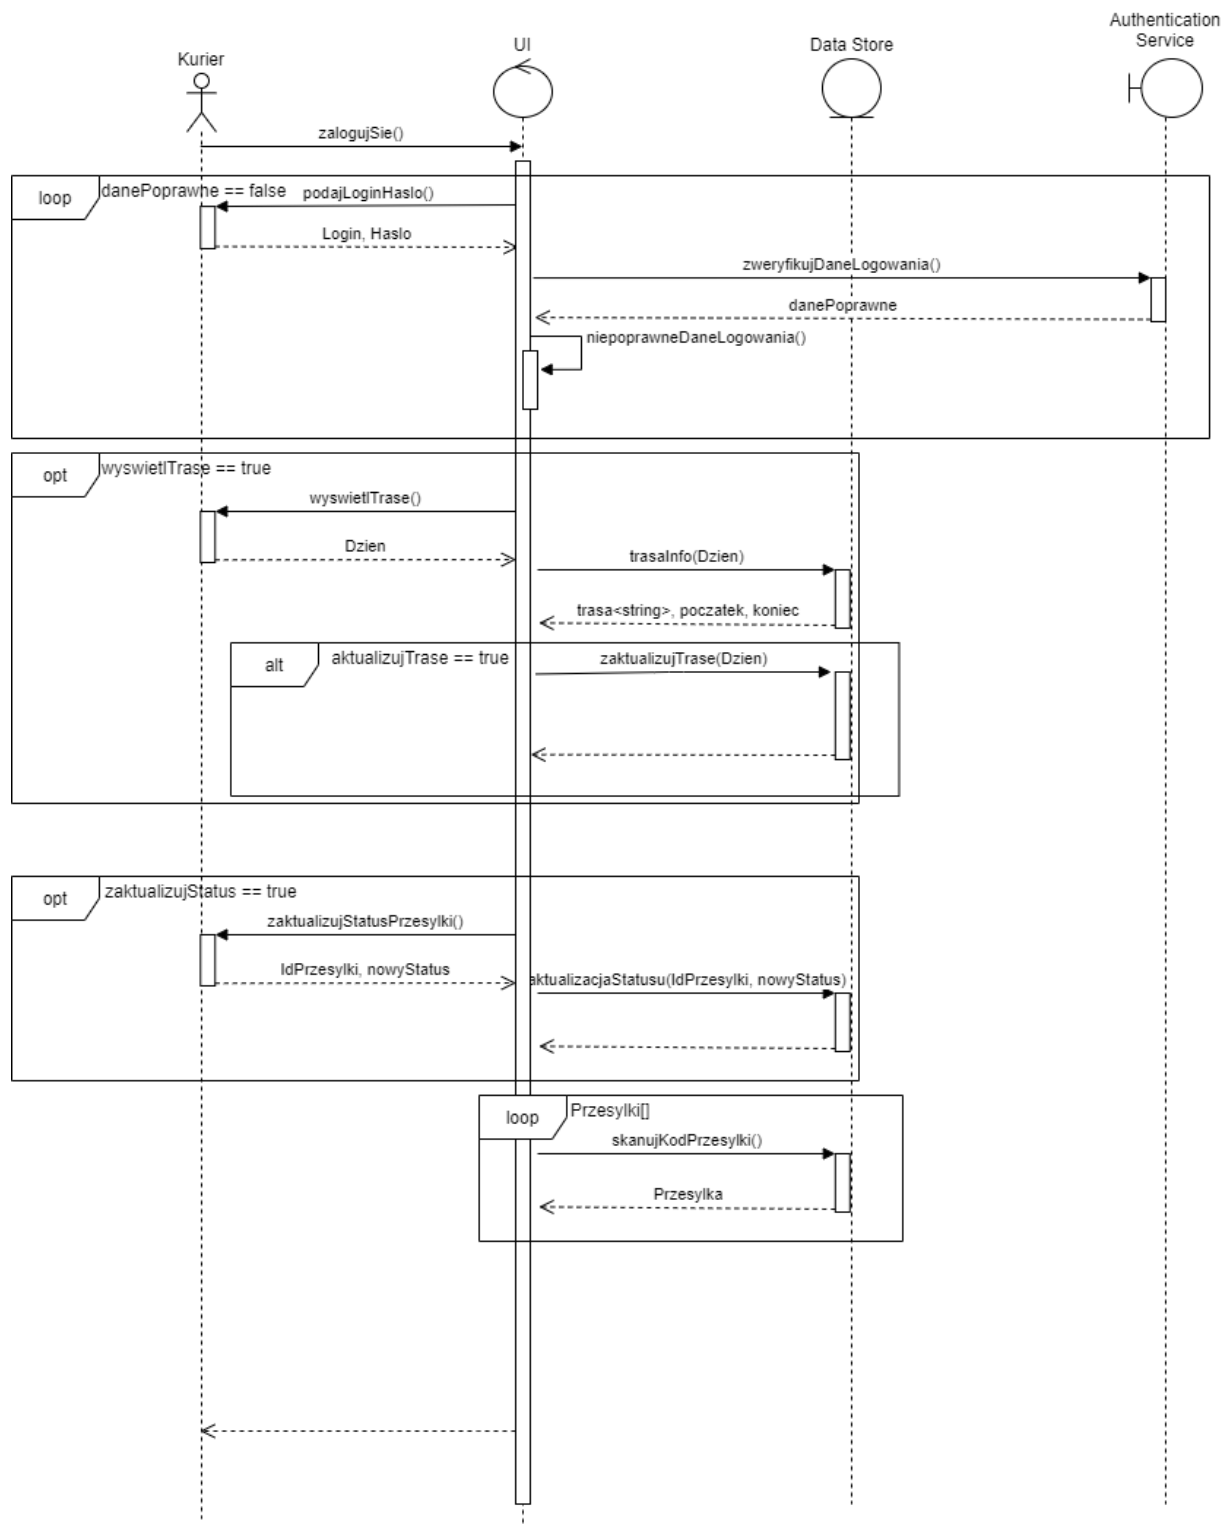 Authentication
Service
UI
Data Store
Kurier
zalogujSie()
loop
danePoprawne == false
podajLoginHaslo()
Login, Haslo
zweryfikujDaneLogowania()
danePoprawne
niepoprawneDaneLogowania()
opt
wyswietlTrase == true
wyswietlTrase()
Dzien
trasaInfo(Dzien)
trasa<string>, poczatek, koniec
alt
aktualizujTrase == true
zaktualizujTrase(Dzien)
opt
zaktualizujStatus == true
zaktualizujStatusPrzesylki()
IdPrzesylki, nowyStatus
aktualizacjaStatusu(IdPrzesylki, nowyStatus)
loop
Przesylki[]
skanujKodPrzesylki()
Przesylka